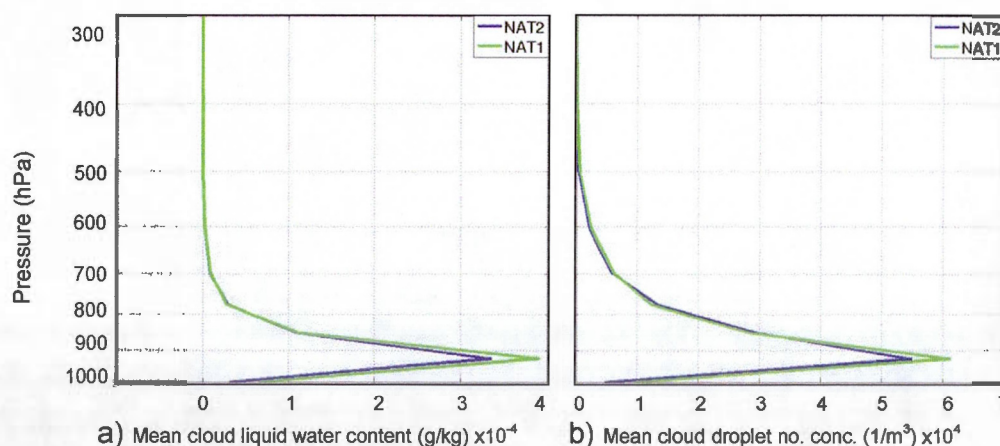 NAT2
NAT1
NAT2
NAT1
Pressure (hPa)
300
400
500
600
700
800
900
1000
0 1 2 3 4
0 1 2 3 4 5 6 7
a) Mean cloud liquid water content (g/kg) x10-4
b) Mean cloud droplet no. conc. (1/m³) x10⁴